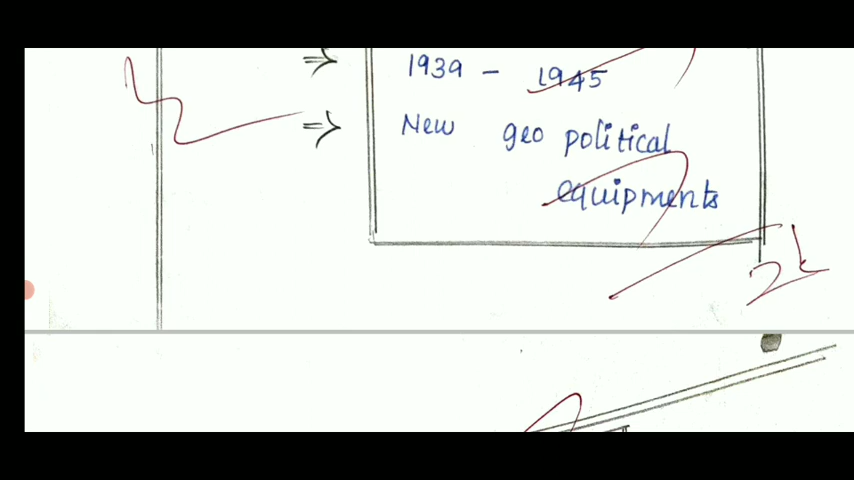 ⇒ 1939 - 1945
⇒ New geo political
equipments